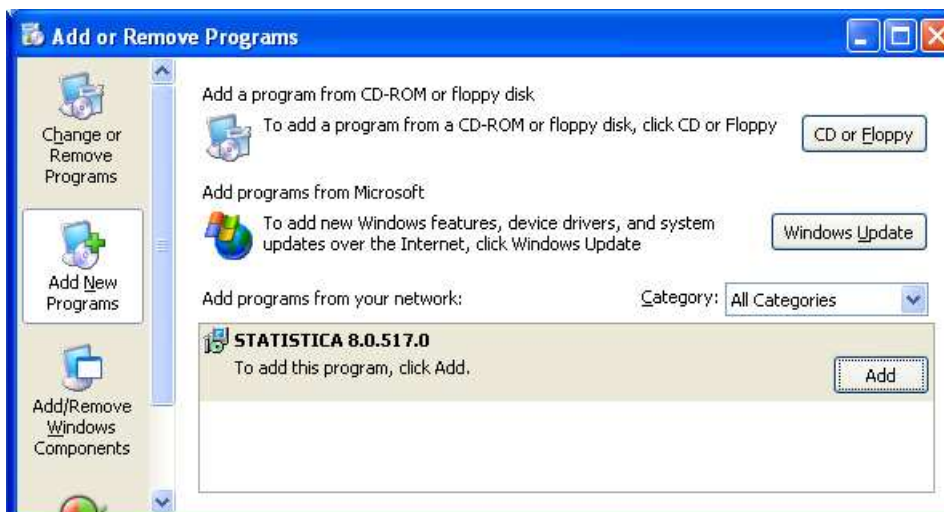 Add or Remove Programs
Change or
Remove
Programs
Add New
Programs
Add/Remove
Windows
Components
Add a program from CD-ROM or floppy disk
To add a program from a CD-ROM or floppy disk, click CD or Floppy
CD or Floppy
Add programs from Microsoft
To add new Windows features, device drivers, and system
updates over the Internet, click Windows Update
Windows Update
Add programs from your network:
Category:
All Categories
STATISTICA 8.0.517.0
To add this program, click Add.
Add